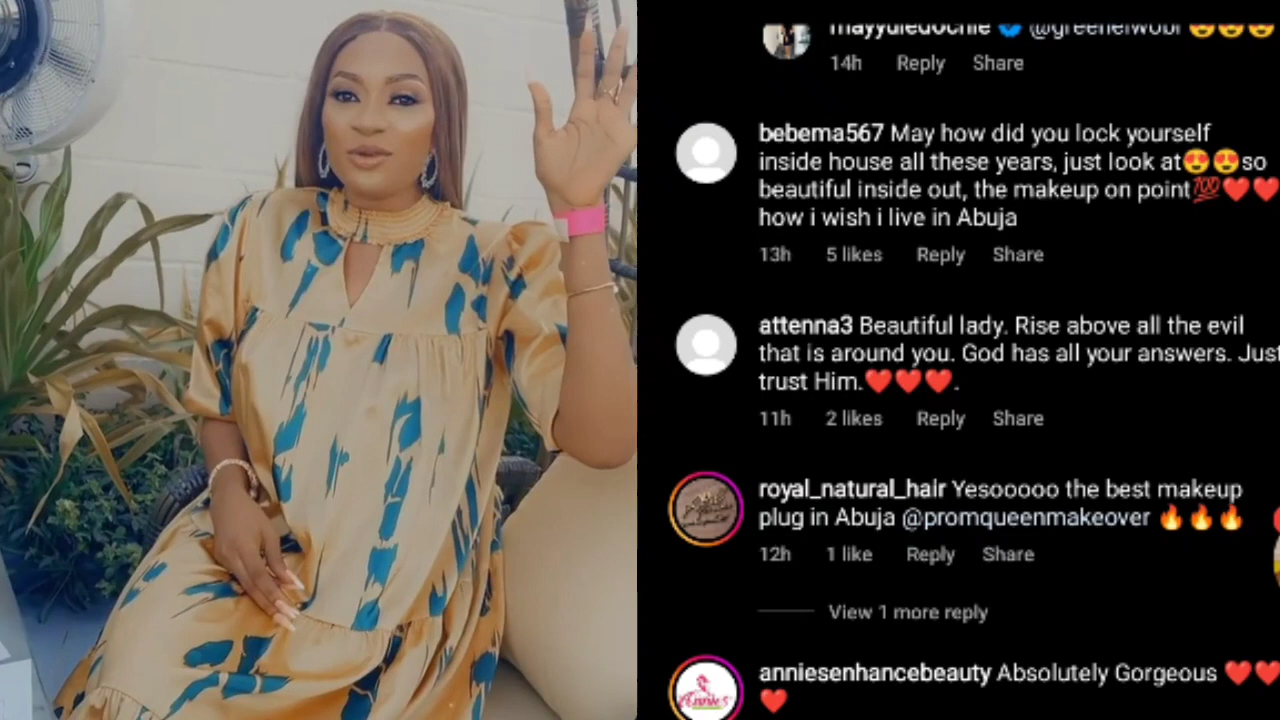 mayyuledochie @greenelwobi 😍😍😍
14h Reply Share
bebema567 May how did you lock yourself
inside house all these years, just look at😍😍so
beautiful inside out, the makeup on point💯❤️❤️
how i wish i live in Abuja
13h 5 likes Reply Share
attenna3 Beautiful lady. Rise above all the evil
that is around you. God has all your answers. Just
trust Him.❤️❤️❤️.
11h 2 likes Reply Share
royal_natural_hair Yesooooo the best makeup
plug in Abuja @promqueenmakeover 🔥🔥🔥
12h 1 like Reply Share
View 1 more reply
anniesenhancebeauty Absolutely Gorgeous ❤️❤️
❤️
Annie's